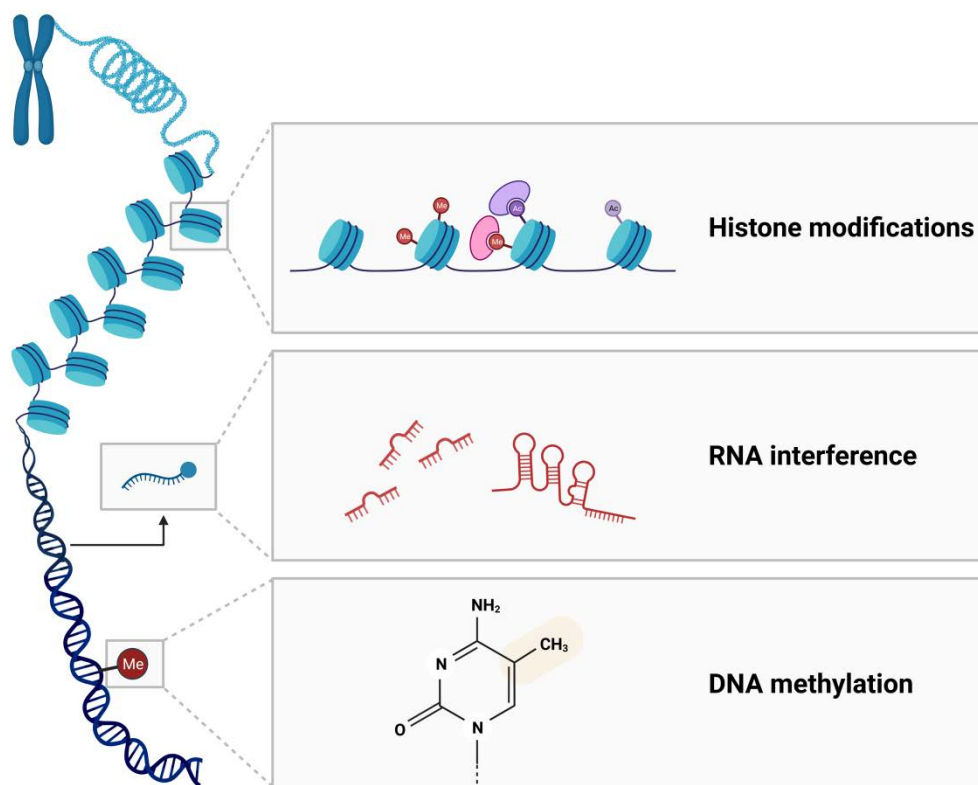 Me
Me
Ac
Me
Ac
Histone modifications
RNA interference
Me
NH₂
CH₃
N
O
N
DNA methylation